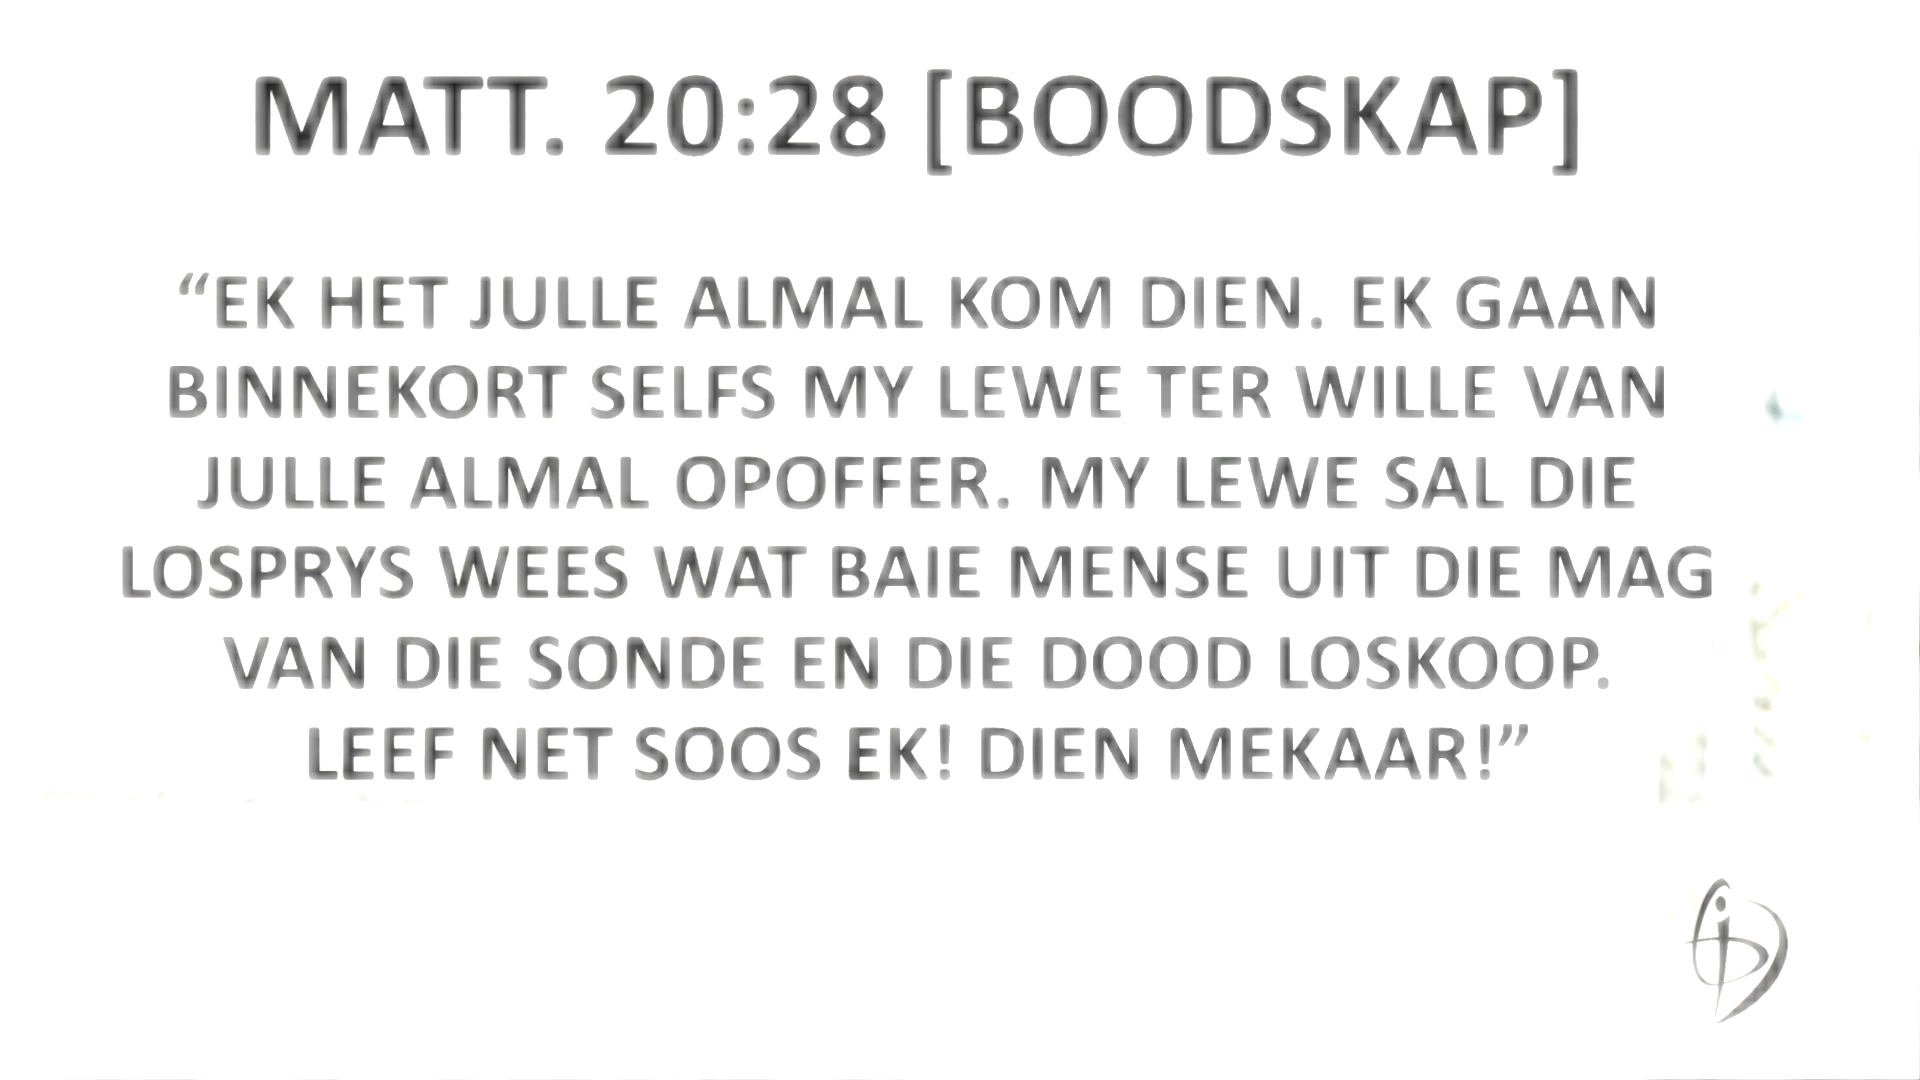 MATT. 20:28 [BOODSKAP]
“EK HET JULLE ALMAL KOM DIEN. EK GAAN
BINNEKORT SELFS MY LEWE TER WILLE VAN
JULLE ALMAL OPOFFER. MY LEWE SAL DIE
LOSPRYS WEES WAT BAIE MENSE UIT DIE MAG
VAN DIE SONDE EN DIE DOOD LOSKOOP.
LEEF NET SOOS EK! DIEN MEKAAR!”